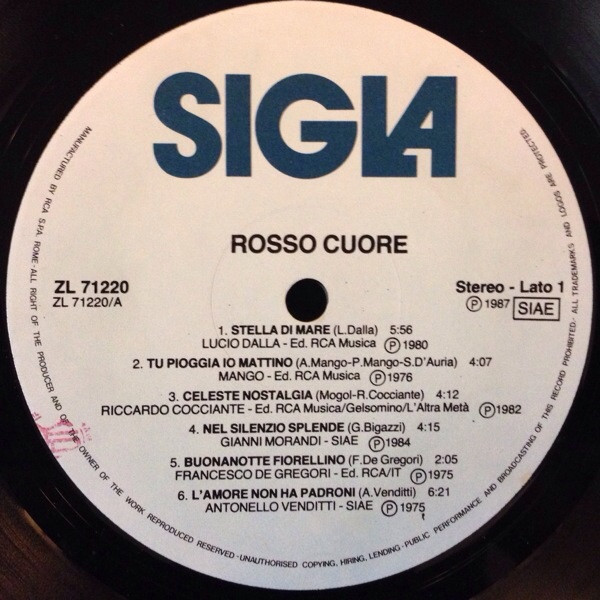 SIGLA
ROSSO CUORE
ZL 71220
ZL 71220/A
Stereo - Lato 1
Ⓟ 1987 SIAE
1. STELLA DI MARE (L.Dalla) 5:56
LUCIO DALLA - Ed. RCA Musica Ⓟ 1980
2. TU PIOGGIA IO MATTINO (A.Mango-P.Mango-S.D'Auria) 4:07
MANGO - Ed. RCA Musica Ⓟ 1976
3. CELESTE NOSTALGIA (Mogol-R.Cocciante) 4:12
RICCARDO COCCIANTE - Ed. RCA Musica/Gelsomino/L'Altra Metà Ⓟ 1982
4. NEL SILENZIO SPLENDE (G.Bigazzi) 4:15
GIANNI MORANDI - SIAE Ⓟ 1984
5. BUONANOTTE FIORELLINO (F.De Gregori) 2:05
FRANCESCO DE GREGORI - Ed. RCA/IT Ⓟ 1975
6. L'AMORE NON HA PADRONI (A.Venditti) 6:21
ANTONELLO VENDITTI - SIAE Ⓟ 1975
MANUFACTURED BY RCA S.P.A. ROME · ALL RIGHT OF THE PRODUCER AND OF THE OWNER OF THE WORK REPRODUCED RESERVED · UNAUTHORISED COPYING, HIRING, LENDING · PUBLIC PERFORMANCE AND BROADCASTING OF THIS RECORD PROHIBITED. · ALL TRADEMARKS AND LOGOS ARE PROTECTED.